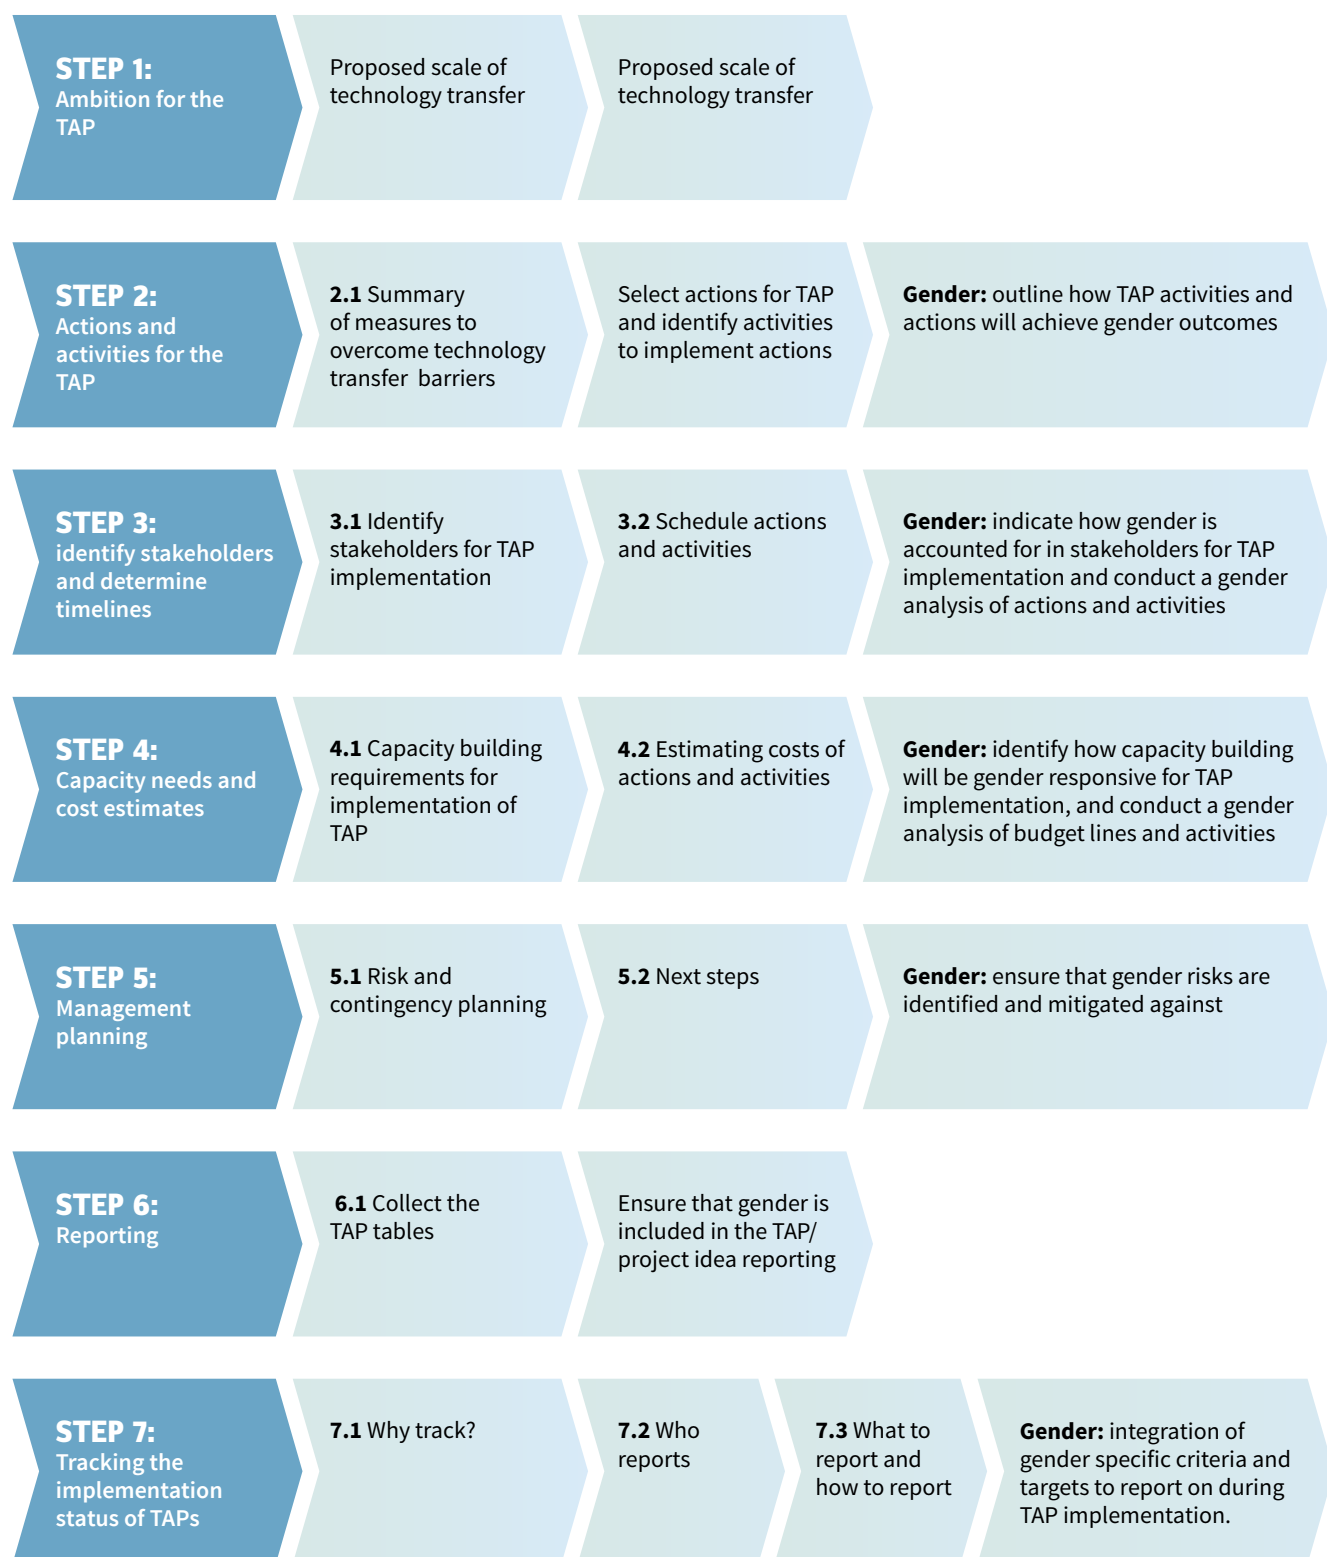 STEP 1:
Ambition for the
TAP
Proposed scale of
technology transfer
Proposed scale of
technology transfer
STEP 2:
Actions and
activities for the
TAP
2.1 Summary
of measures to
overcome technology
transfer barriers
Select actions for TAP
and identify activities
to implement actions
Gender: outline how TAP activities and
actions will achieve gender outcomes
STEP 3:
identify stakeholders
and determine
timelines
3.1 Identify
stakeholders for TAP
implementation
3.2 Schedule actions
and activities
Gender: indicate how gender is
accounted for in stakeholders for TAP
implementation and conduct a gender
analysis of actions and activities
STEP 4:
Capacity needs and
cost estimates
4.1 Capacity building
requirements for
implementation of
TAP
4.2 Estimating costs of
actions and activities
Gender: identify how capacity building
will be gender responsive for TAP
implementation, and conduct a gender
analysis of budget lines and activities
STEP 5:
Management
planning
5.1 Risk and
contingency planning
5.2 Next steps
Gender: ensure that gender risks are
identified and mitigated against
STEP 6:
Reporting
6.1 Collect the
TAP tables
Ensure that gender is
included in the TAP/
project idea reporting
STEP 7:
Tracking the
implementation
status of TAPs
7.1 Why track?
7.2 Who
reports
7.3 What to
report and
how to report
Gender: integration of
gender specific criteria and
targets to report on during
TAP implementation.